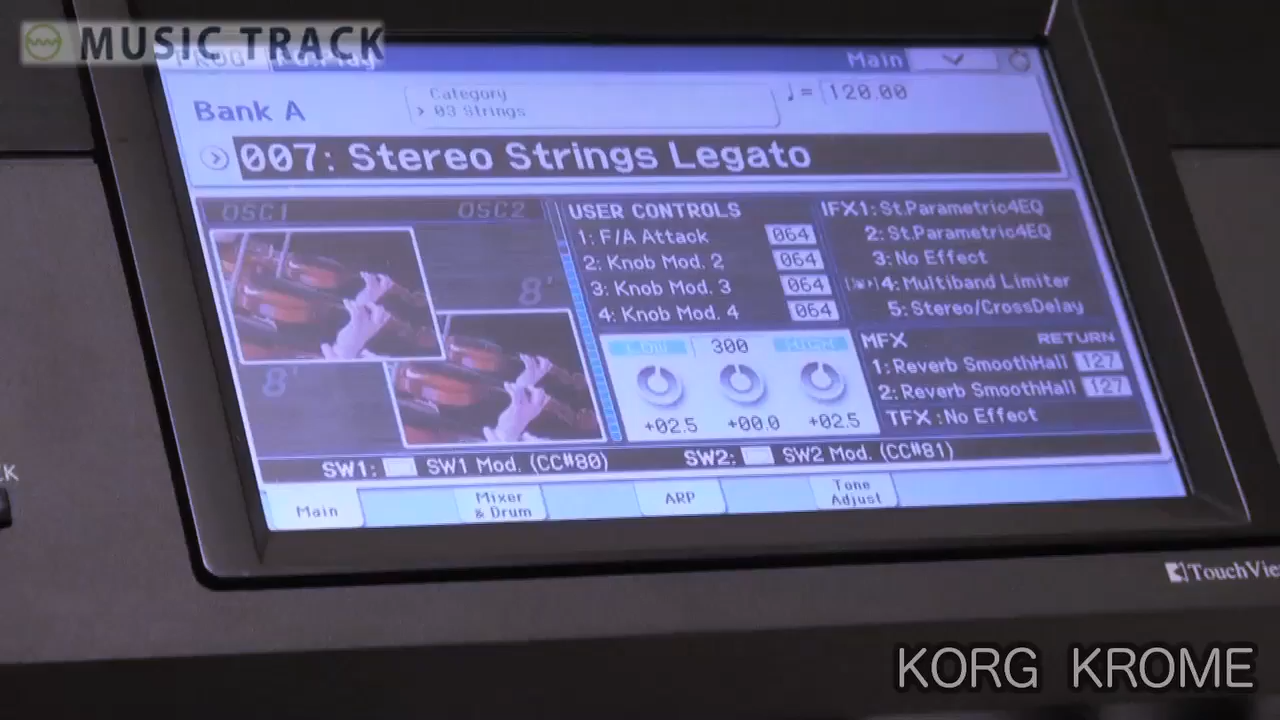 MUSIC TRACK
Main
Bank A
Category
03 Strings
♩= 120.00
007: Stereo Strings Legato
OSC1
OSC2
8'
8'
USER CONTROLS
1: F/A Attack 064
2: Knob Mod. 2 064
3: Knob Mod. 3 064
4: Knob Mod. 4 064
LOW 300 HIGH
+02.5 +00.0 +02.5
IFX1: St.Parametric4EQ
2: St.Parametric4EQ
3: No Effect
4: Multiband Limiter
5: Stereo/CrossDelay
MFX RETURN
1: Reverb SmoothHall 127
2: Reverb SmoothHall 127
TFX : No Effect
SW1: SW1 Mod. (CC#80)
SW2: SW2 Mod. (CC#81)
Main
Mixer
& Drum
ARP
Tone
Adjust
TouchVie
KORG KROME